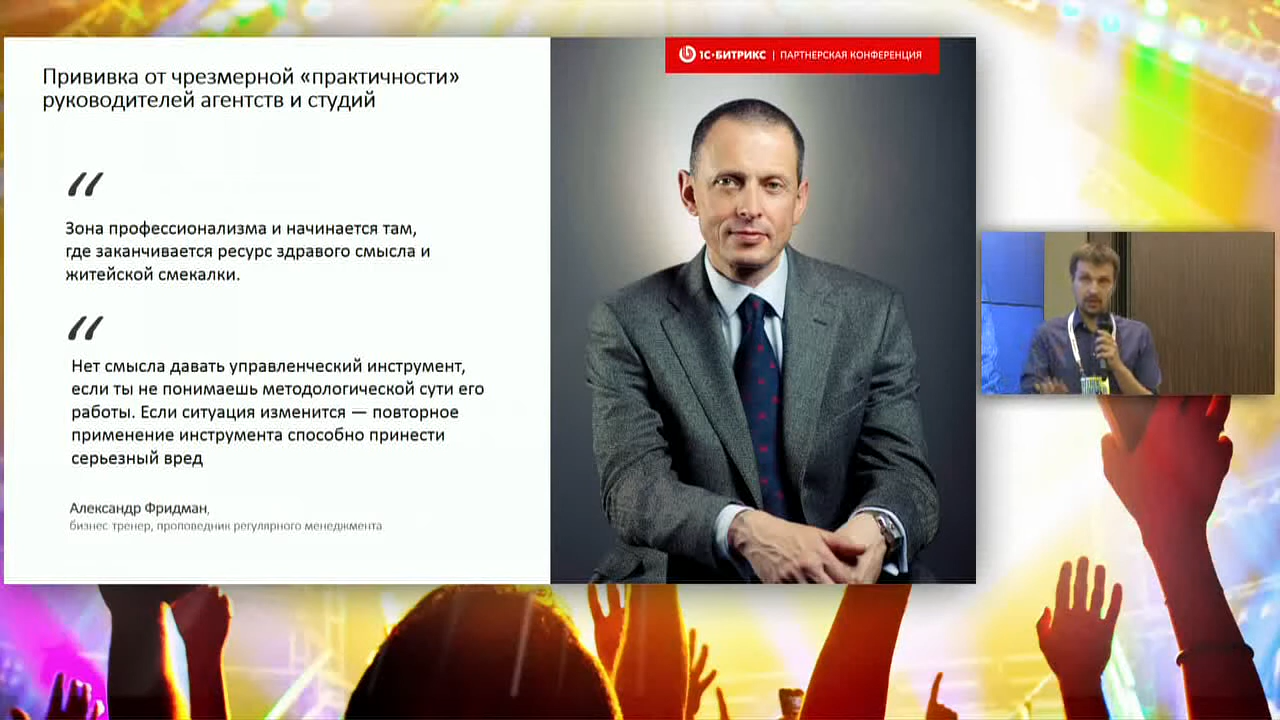 1С-БИТРИКС | ПАРТНЕРСКАЯ КОНФЕРЕНЦИЯ
Прививка от чрезмерной «практичности»
руководителей агентств и студий
“
Зона профессионализма и начинается там,
где заканчивается ресурс здравого смысла и
житейской смекалки.
“
Нет смысла давать управленческий инструмент,
если ты не понимаешь методологической сути его
работы. Если ситуация изменится — повторное
применение инструмента способно принести
серьезный вред
Александр Фридман,
бизнес тренер, проповедник регулярного менеджмента